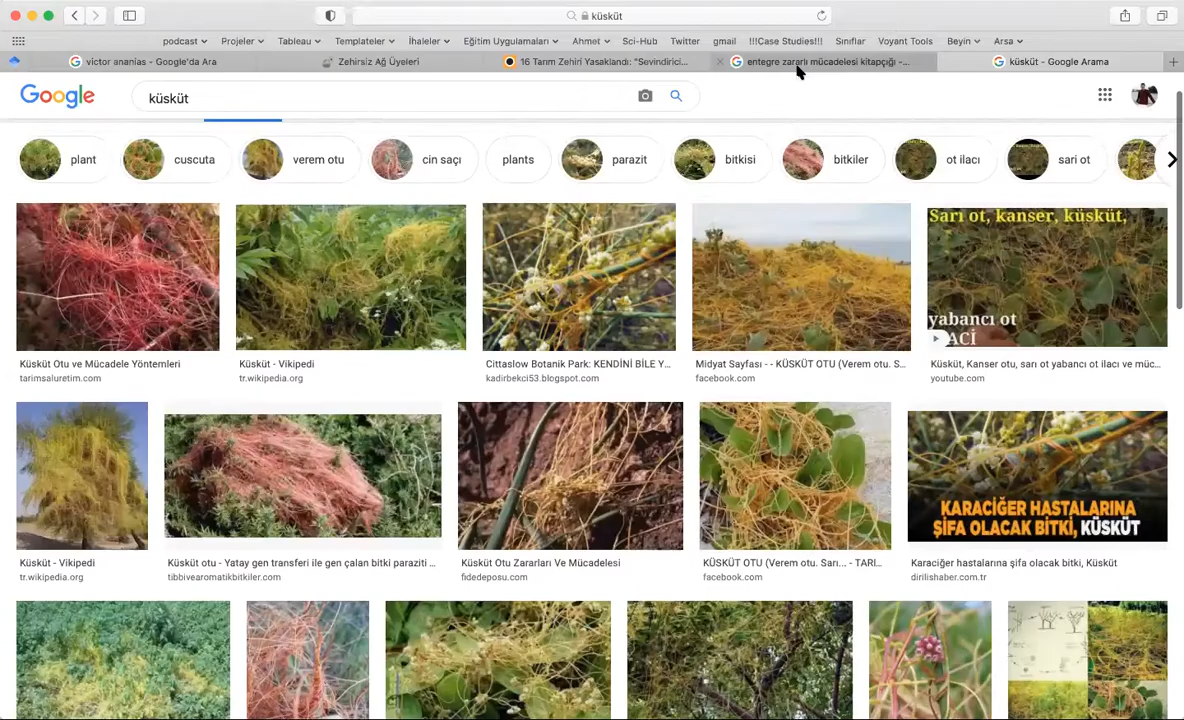 küsküt
podcast Projeler Tableau Templateler İhaleler Eğitim Uygulamaları Ahmet Sci-Hub Twitter gmail !!!Case Studies!!! Sınıflar Voyant Tools Beyin Arsa
victor ananias - Google'da Ara
Zehirsiz Ağ Üyeleri
16 Tarım Zehiri Yasaklandı: "Sevindirici...
entegre zararlı mücadelesi kitapçığı -...
küsküt - Google Arama
Google
küsküt
plant
cuscuta
verem otu
cin saçı
plants
parazit
bitkisi
bitkiler
ot ilacı
sari ot
Sarı ot, kanser, küsküt,
yabancı ot
Küsküt Otu ve Mücadele Yöntemleri
tarimsaluretim.com
Küsküt - Vikipedi
tr.wikipedia.org
Cittaslow Botanik Park: KENDİNİ BİLE Y...
kadirbekci53.blogspot.com
Midyat Sayfası - - KÜSKÜT OTU (Verem otu. S...
facebook.com
Küsküt, Kanser otu, sarı ot yabancı ot ilacı ve müc...
youtube.com
KARACİĞER HASTALARINA
ŞİFA OLACAK BİTKİ, KÜSKÜT
Küsküt - Vikipedi
tr.wikipedia.org
Küsküt otu - Yatay gen transferi ile gen çalan bitki paraziti ...
tibbivearomatikbitkiler.com
Küsküt Otu Zararları Ve Mücadelesi
fidedeposu.com
KÜSKÜT OTU (Verem otu. Sarı... - TARI...
facebook.com
Karaciğer hastalarına şifa olacak bitki, Küsküt
dirilishaber.com.tr